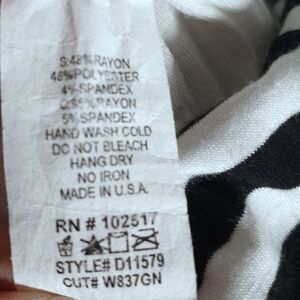 S:48%RAYON
48%POLYESTER
4%SPANDEX
C:95%RAYON
5%SPANDEX
HAND WASH COLD
DO NOT BLEACH
HANG DRY
NO IRON
MADE IN U.S.A.
RN # 102517
STYLE# D11579
CUT# W837GN